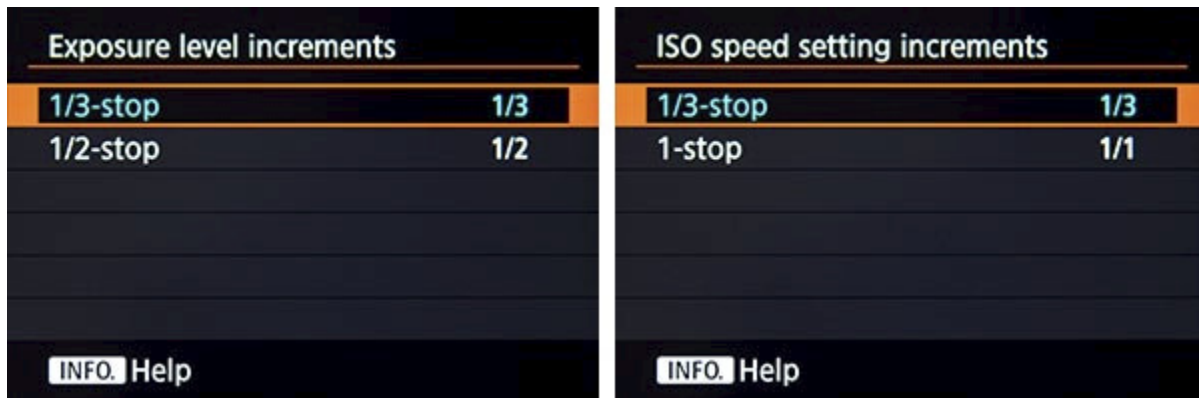 Exposure level increments
1/3-stop 1/3
1/2-stop 1/2
INFO. Help
ISO speed setting increments
1/3-stop 1/3
1-stop 1/1
INFO. Help